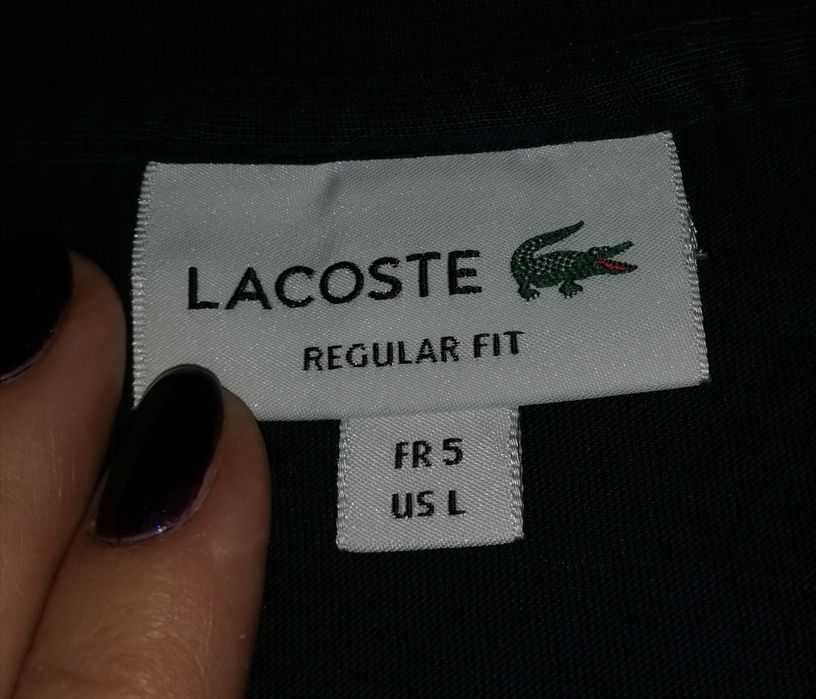 LACOSTE
REGULAR FIT
FR 5
US L